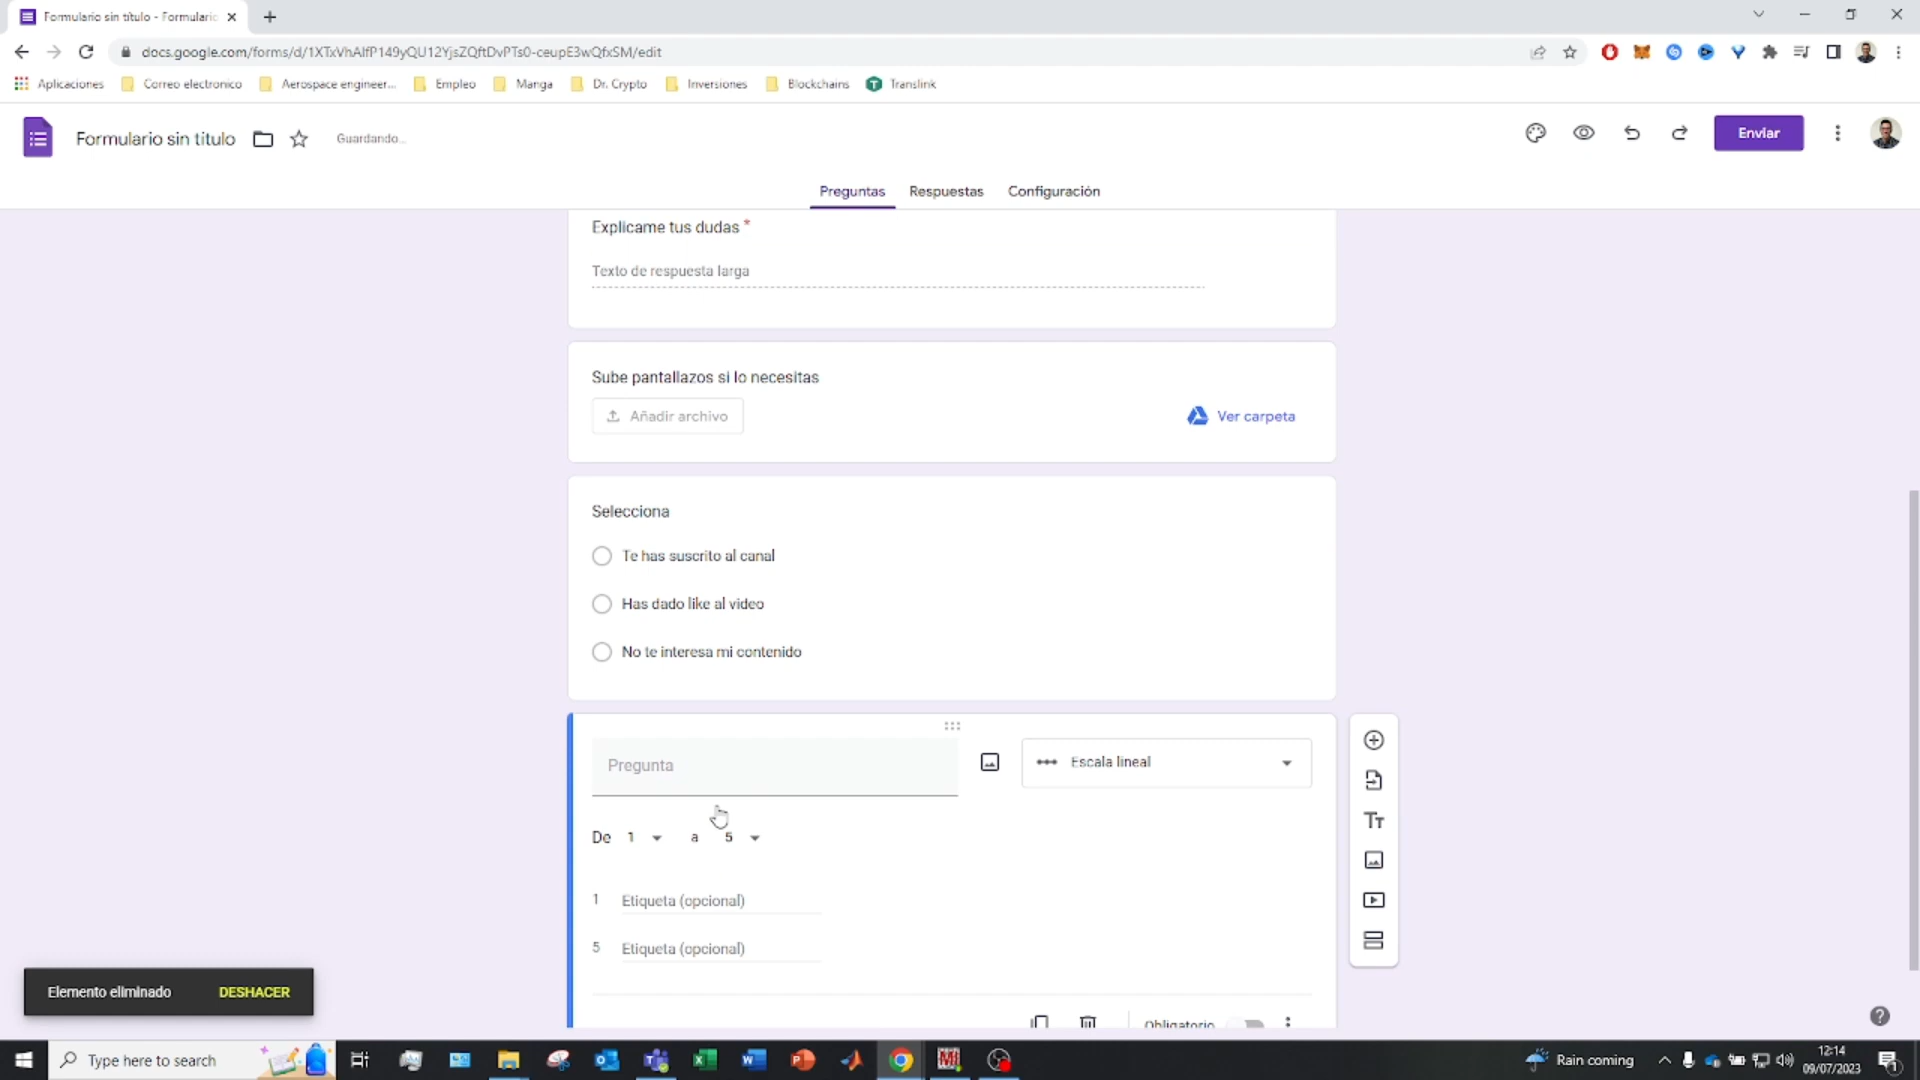 Formulario sin título - Formulario
docs.google.com/forms/d/1XTxVhAlfP149yQU12YjsZQftDvPTs0-ceupE3wQfxSM/edit
Aplicaciones
Correo electronico
Aerospace engineer...
Empleo
Manga
Dr. Crypto
Inversiones
Blockchains
Translink
Formulario sin título
Guardando...
Enviar
Preguntas
Respuestas
Configuración
Explicame tus dudas *
Texto de respuesta larga
Sube pantallazos si lo necesitas
Añadir archivo
Ver carpeta
Selecciona
Te has suscrito al canal
Has dado like al video
No te interesa mi contenido
Pregunta
Escala lineal
De 1 a 5
1 Etiqueta (opcional)
5 Etiqueta (opcional)
Elemento eliminado
DESHACER
Obligatorio
Type here to search
Rain coming
12:14
09/07/2023